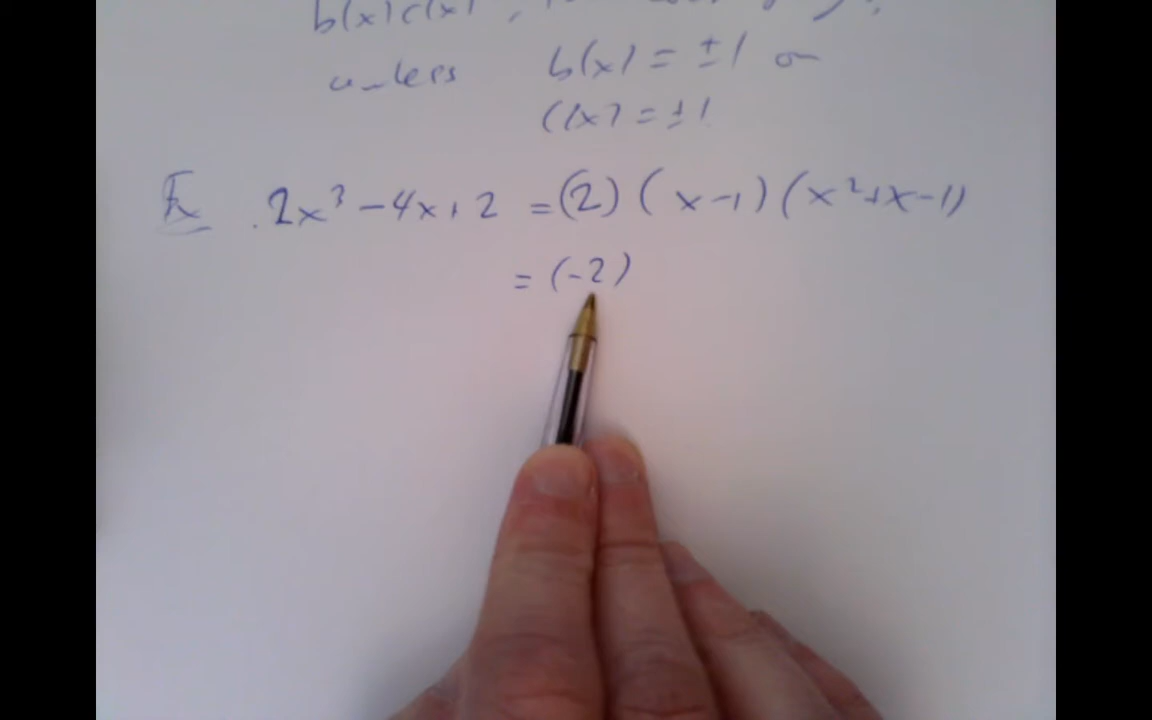 b(x) c(x) ,
unless b(x) = ±1 or
c(x) = ±1
Ex 2x³ - 4x + 2 = (2) (x-1) (x² + x - 1)
= (-2)